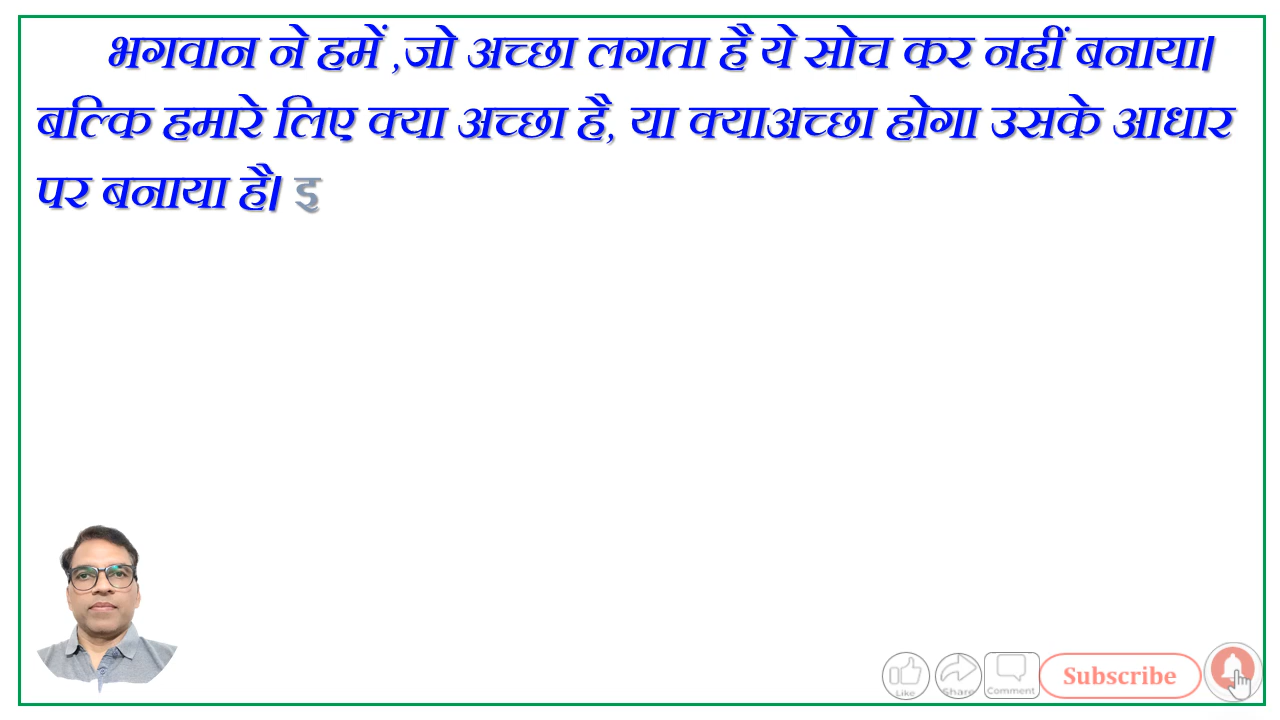 भगवान ने हमें ,जो अच्छा लगता है ये सोच कर नहीं बनाया।
बल्कि हमारे लिए क्या अच्छा है, या क्याअच्छा होगा उसके आधार
पर बनाया है। इ
Like
Share
Comment
Subscribe